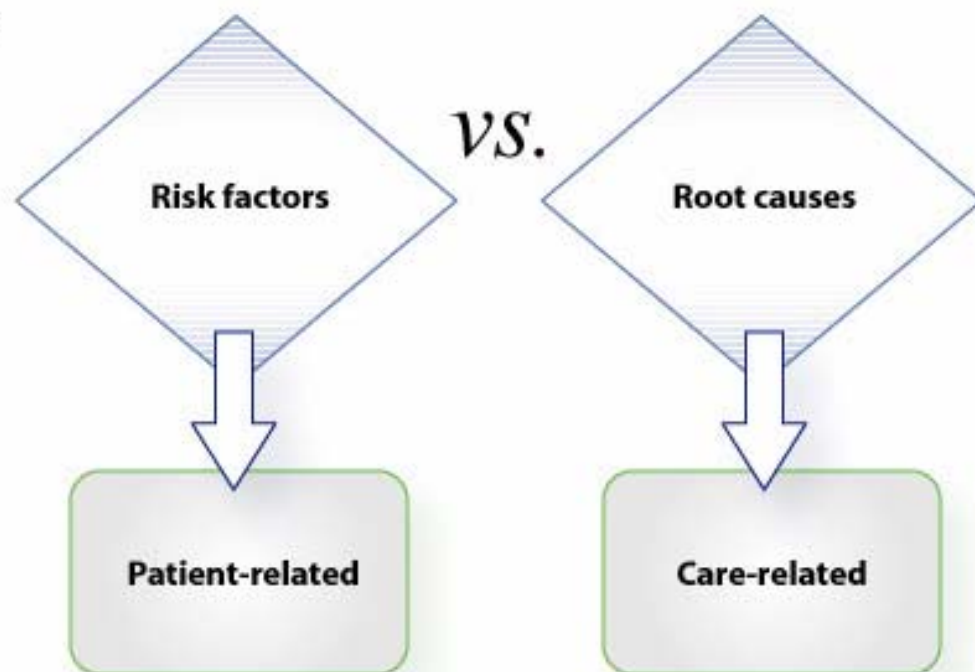 Risk factors
vs.
Root causes
Patient-related
Care-related